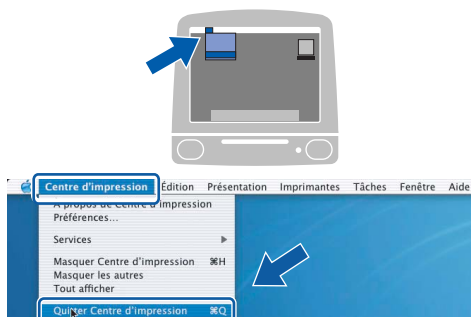 Centre d'impression Édition Présentation Imprimantes Tâches Fenêtre Aide
A propos de Centre d'impression
Préférences...
Services
Masquer Centre d'impression ⌘H
Masquer les autres
Tout afficher
Quitter Centre d'impression ⌘Q